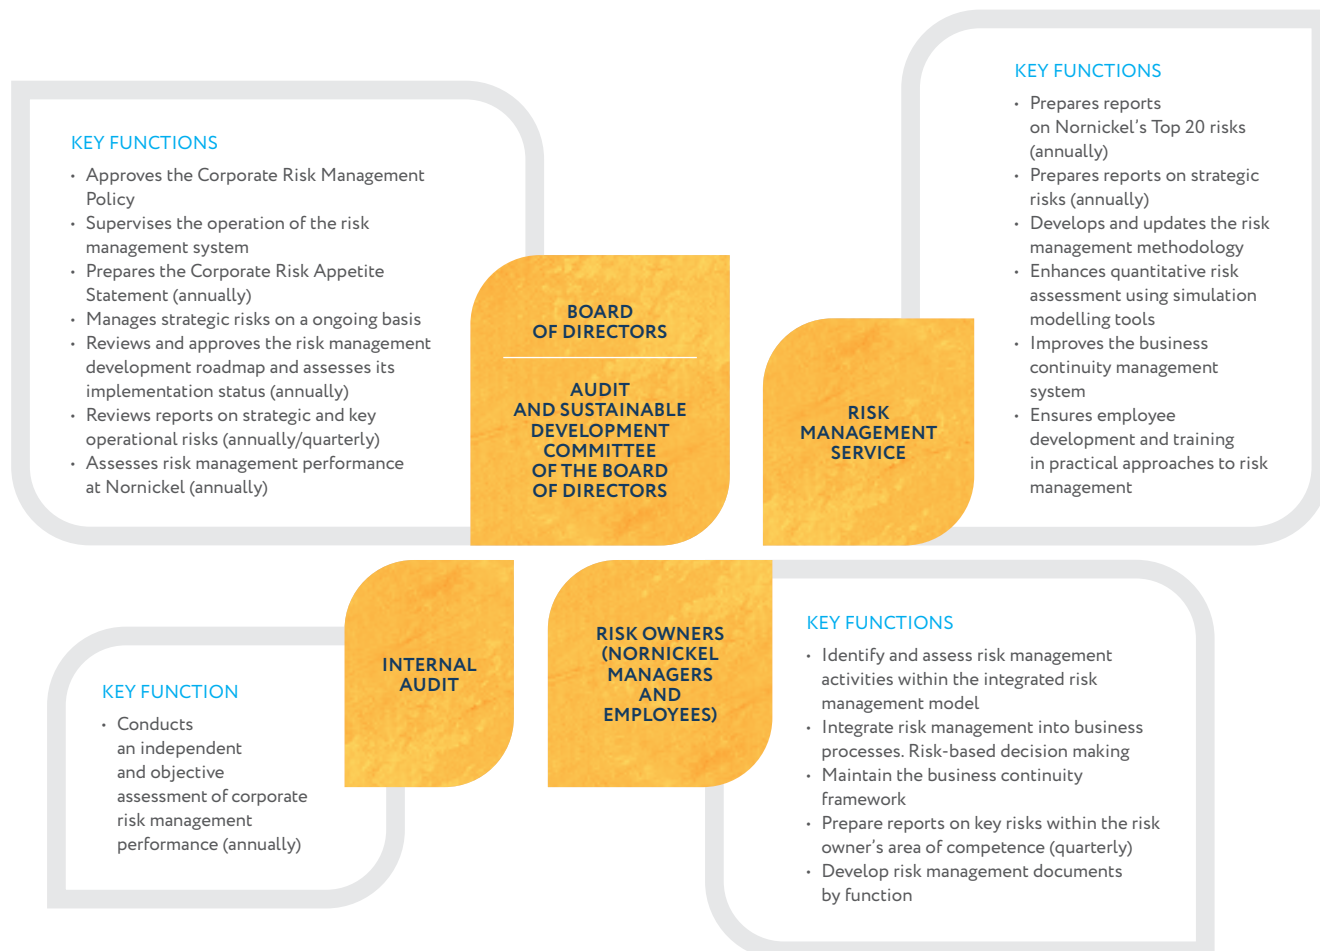 KEY FUNCTIONS
• Approves the Corporate Risk Management
Policy
• Supervises the operation of the risk
management system
• Prepares the Corporate Risk Appetite
Statement (annually)
• Manages strategic risks on a ongoing basis
• Reviews and approves the risk management
development roadmap and assesses its
implementation status (annually)
• Reviews reports on strategic and key
operational risks (annually/quarterly)
• Assesses risk management performance
at Nornickel (annually)
BOARD
OF DIRECTORS
AUDIT
AND SUSTAINABLE
DEVELOPMENT
COMMITTEE
OF THE BOARD
OF DIRECTORS
RISK
MANAGEMENT
SERVICE
KEY FUNCTIONS
• Prepares reports
on Nornickel's Top 20 risks
(annually)
• Prepares reports on strategic
risks (annually)
• Develops and updates the risk
management methodology
• Enhances quantitative risk
assessment using simulation
modelling tools
• Improves the business
continuity management
system
• Ensures employee
development and training
in practical approaches to risk
management
KEY FUNCTION
• Conducts
an independent
and objective
assessment of corporate
risk management
performance (annually)
INTERNAL
AUDIT
RISK OWNERS
(NORNICKEL
MANAGERS
AND
EMPLOYEES)
KEY FUNCTIONS
• Identify and assess risk management
activities within the integrated risk
management model
• Integrate risk management into business
processes. Risk-based decision making
• Maintain the business continuity
framework
• Prepare reports on key risks within the risk
owner's area of competence (quarterly)
• Develop risk management documents
by function